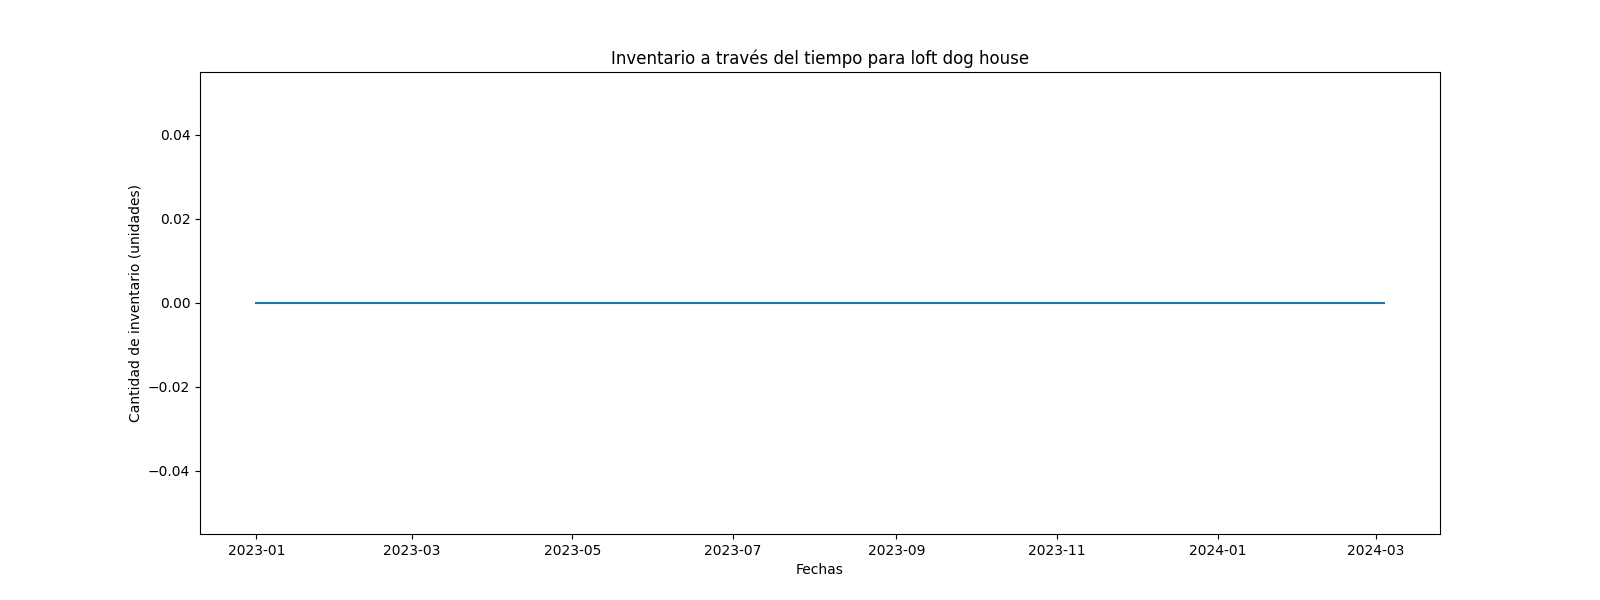 Inventario a través del tiempo para loft dog house
Cantidad de inventario (unidades)
0.04
0.02
0.00
−0.02
−0.04
2023-01 2023-03 2023-05 2023-07 2023-09 2023-11 2024-01 2024-03
Fechas